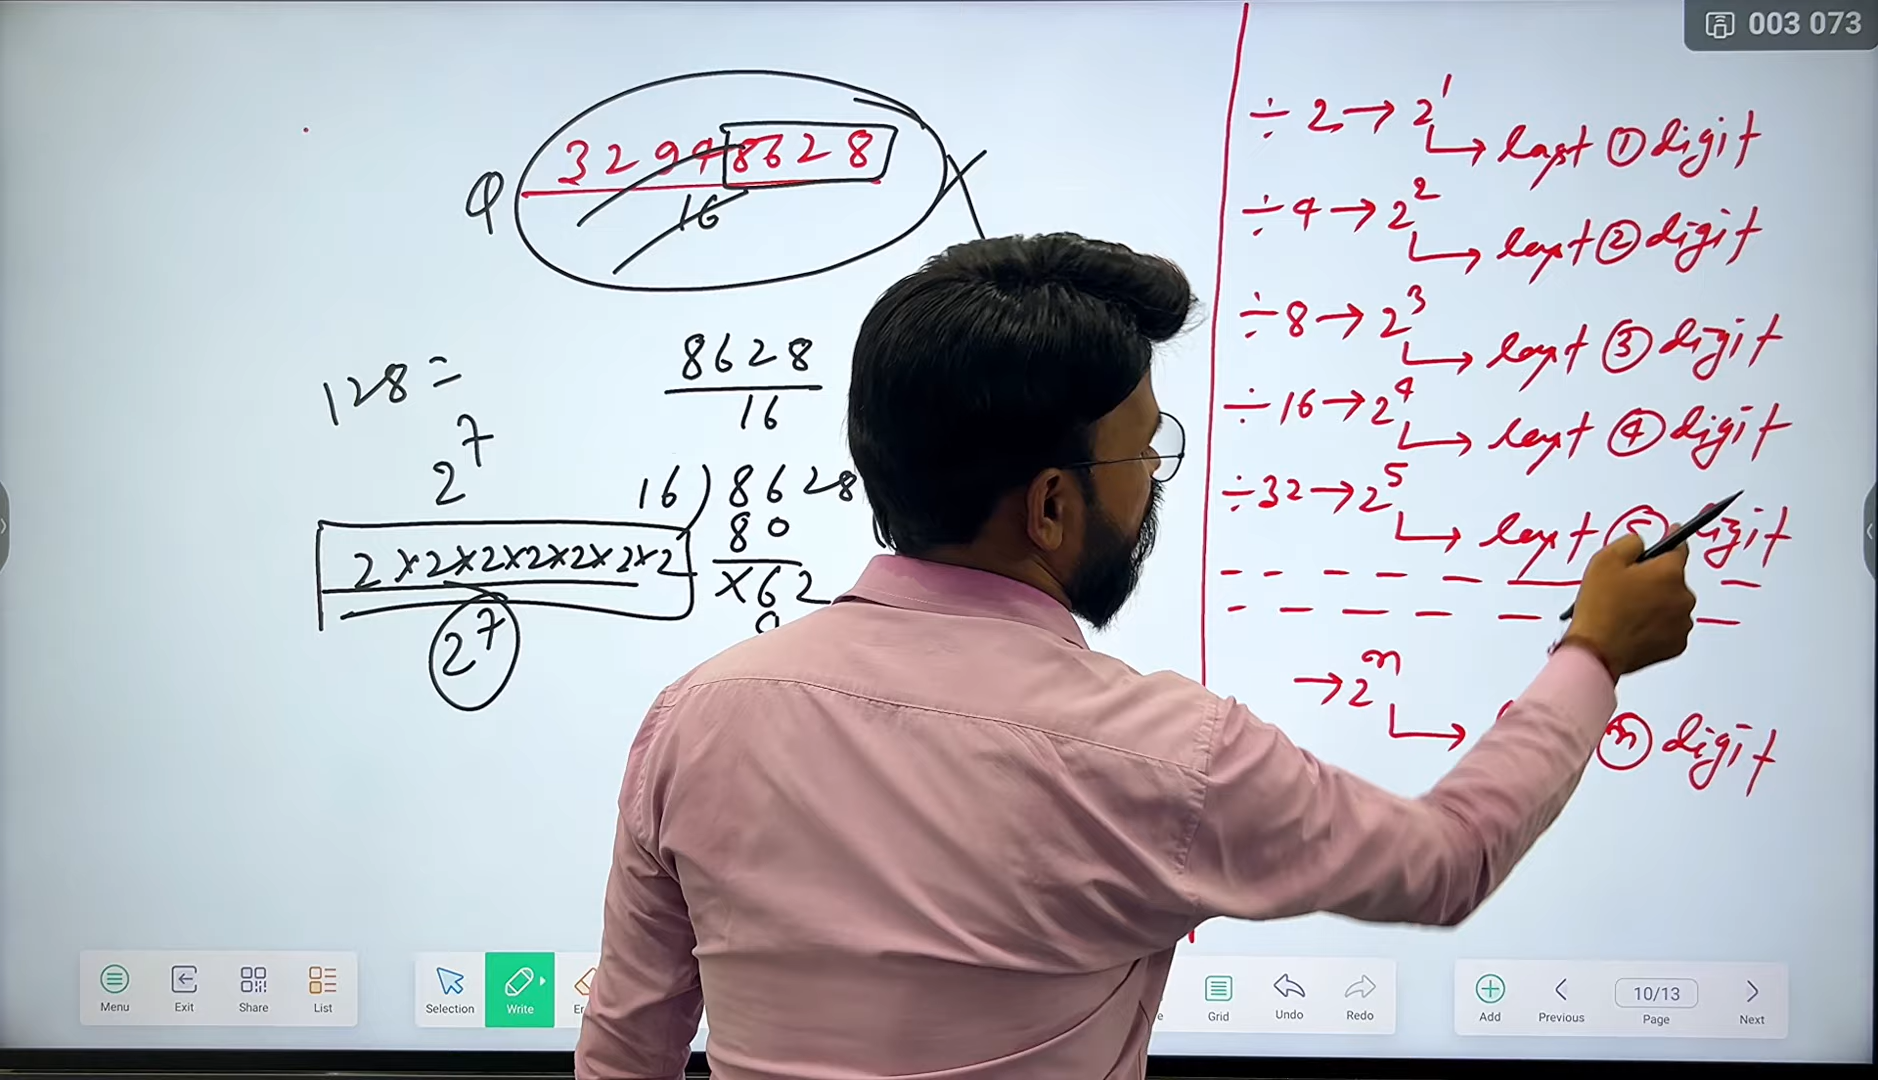 003 073
Q 32948628
16
128 =
2^7
2×2×2×2×2×2×2
2^7
8628
16
16)8628
80
×62
÷2→2^1
→ last ① digit
÷4→2^2
→ last ② digit
÷8→2^3
→ last ③ digit
÷16→2^4
→ last ④ digit
÷32→2^5
→ last ⑤ digit
→2^n
→ ⓝ digit
Menu Exit Share List Selection Write Grid Undo Redo Add Previous 10/13 Page Next